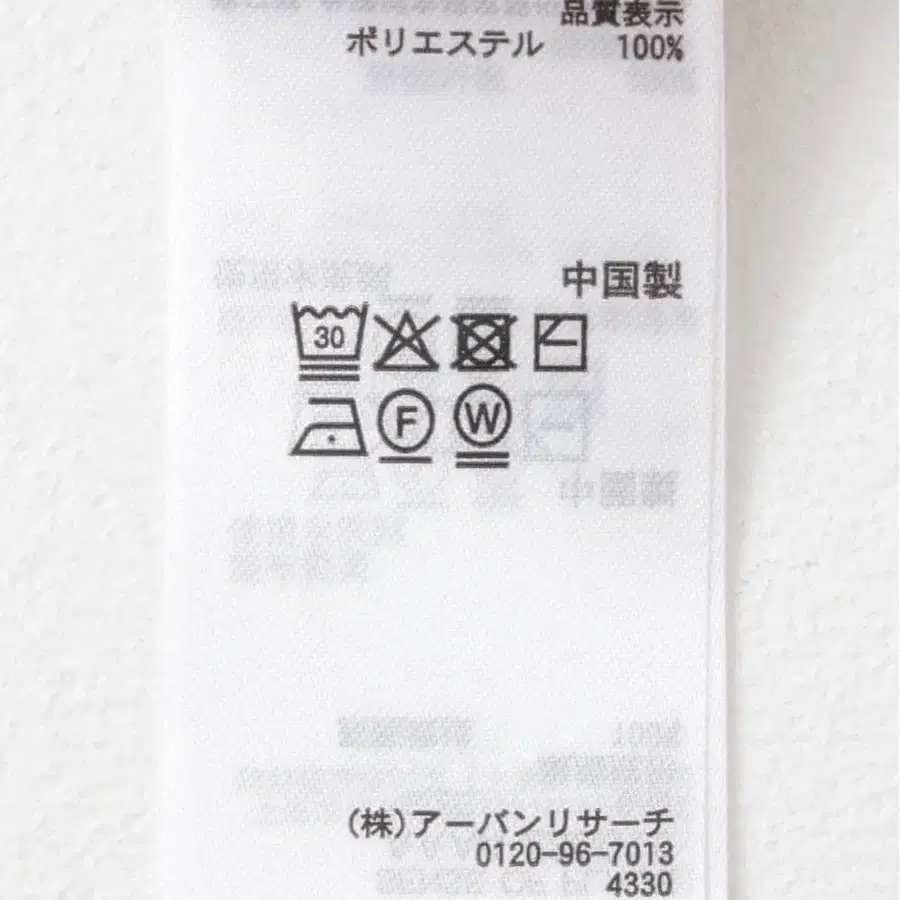 品質表示
ポリエステル 100%
中国製
30
F W
(株)アーバンリサーチ
0120-96-7013
4330